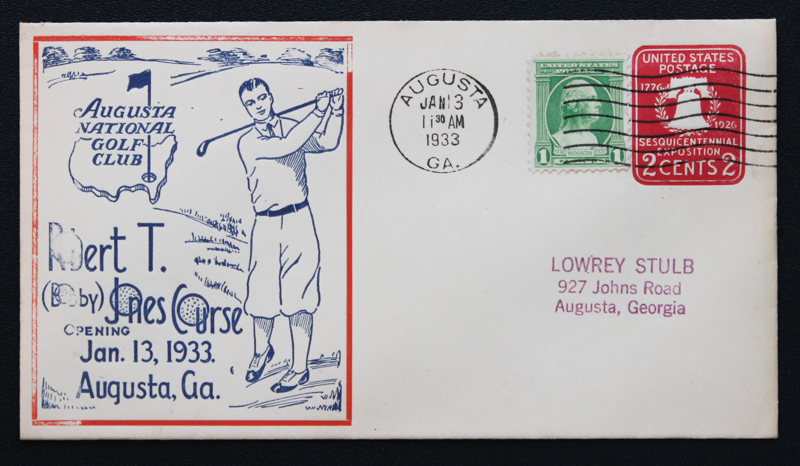 AUGUSTA
NATIONAL
GOLF
CLUB
Robert T.
(Bobby) Jones Course
OPENING
Jan. 13, 1933.
Augusta, Ga.
AUGUSTA
JAN 13
11 30 AM
1933
GA.
1 1
UNITED STATES
POSTAGE
1776
1926
SESQUICENTENNIAL
EXPOSITION
2 CENTS 2
LOWREY STULB
927 Johns Road
Augusta, Georgia